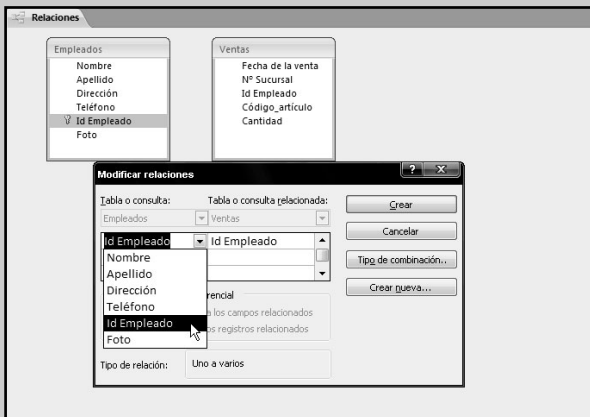 Relaciones
Empleados
Nombre
Apellido
Dirección
Teléfono
Id Empleado
Foto
Ventas
Fecha de la venta
Nº Sucursal
Id Empleado
Código_artículo
Cantidad
Modificar relaciones
Tabla o consulta: Tabla o consulta relacionada:
Empleados Ventas
Id Empleado Id Empleado
Nombre
Apellido
Dirección
Teléfono
Id Empleado
Foto
los campos relacionados
registros relacionados
Tipo de relación: Uno a varios
Crear
Cancelar
Tipo de combinación..
Crear nueva...